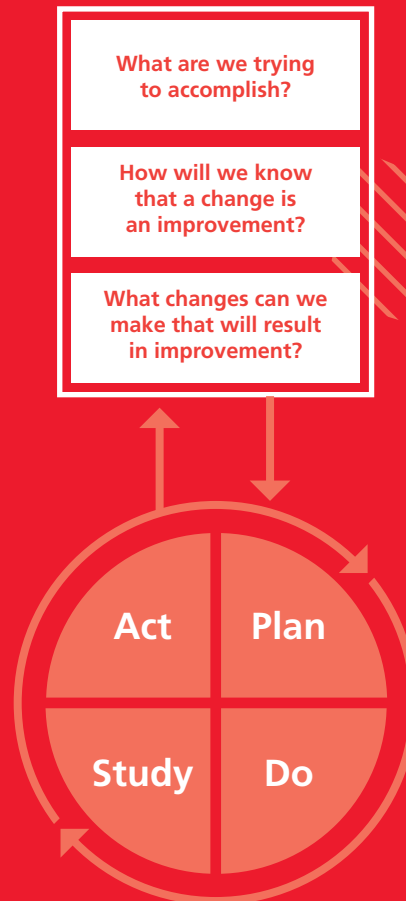 What are we trying
to accomplish?
How will we know
that a change is
an improvement?
What changes can we
make that will result
in improvement?
Act
Plan
Study
Do